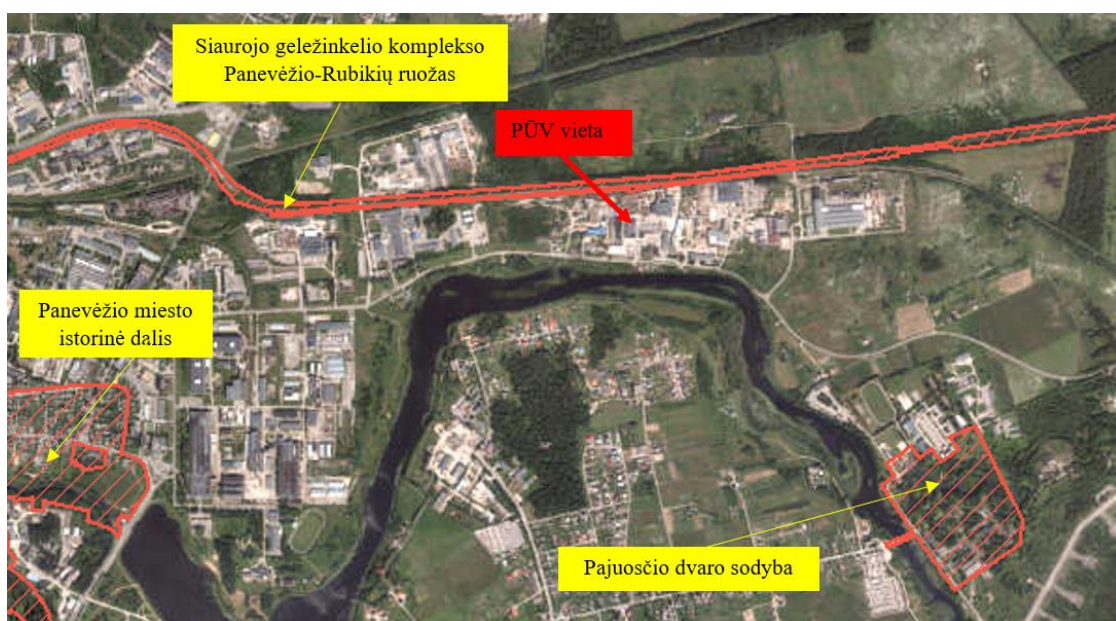 Siaurojo geležinkelio komplekso
Panevėžio-Rubikių ruožas
PŪV vieta
Panevėžio miesto
istorinė dalis
Pajuosčio dvaro sodyba